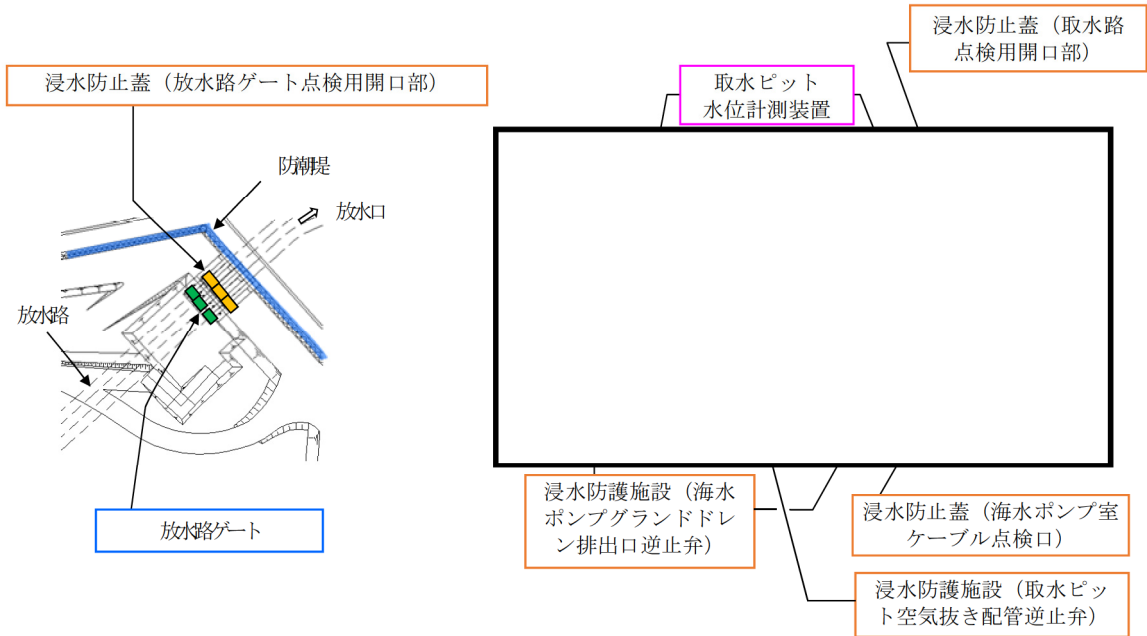 浸水防止蓋（取水路
点検用開口部）
浸水防止蓋（放水路ゲート点検用開口部）
取水ピット
水位計測装置
防潮堤
放水口
放水路
放水路ゲート
浸水防護施設（海水
ポンプグランドドレ
ン排出口逆止弁）
浸水防止蓋（海水ポンプ室
ケーブル点検口）
浸水防護施設（取水ピッ
ト空気抜き配管逆止弁）